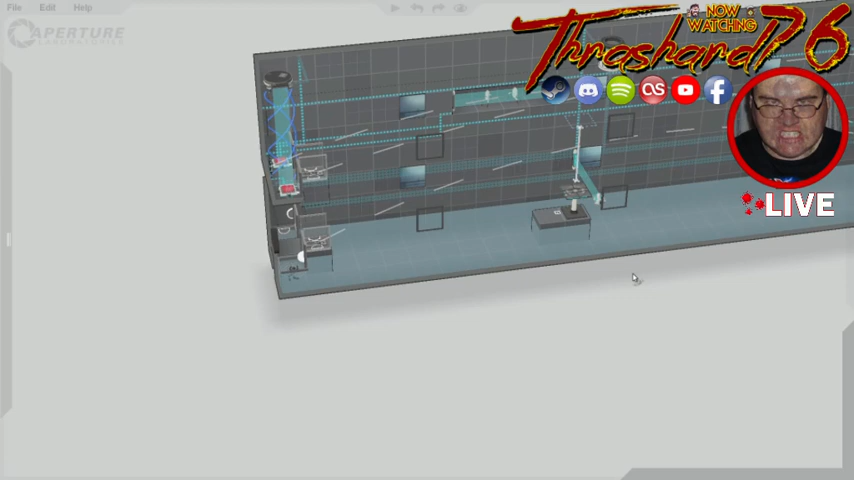 File Edit Help
APERTURE
LABORATORIES
NOW
WATCHING
Thrashard76
LIVE